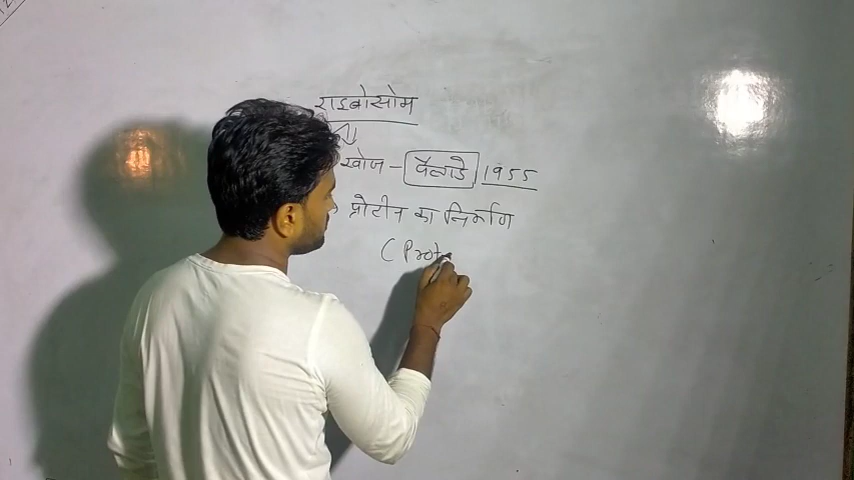 राइबोसोम
खोज - पैलाडे 1955
प्रोटीन का निर्माण
( Prot